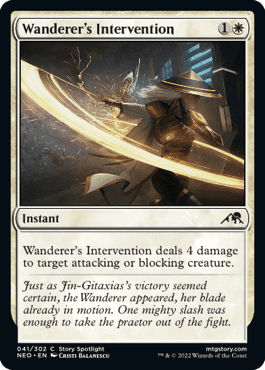 Wanderer's Intervention 1
Instant
Wanderer's Intervention deals 4 damage
to target attacking or blocking creature.
Just as Jin-Gitaxias's victory seemed
certain, the Wanderer appeared, her blade
already in motion. One mighty slash was
enough to take the praetor out of the fight.
041/302 C Story Spotlight mtgstory.com
NEO • EN Cristi Balanescu ™ & © 2022 Wizards of the Coast